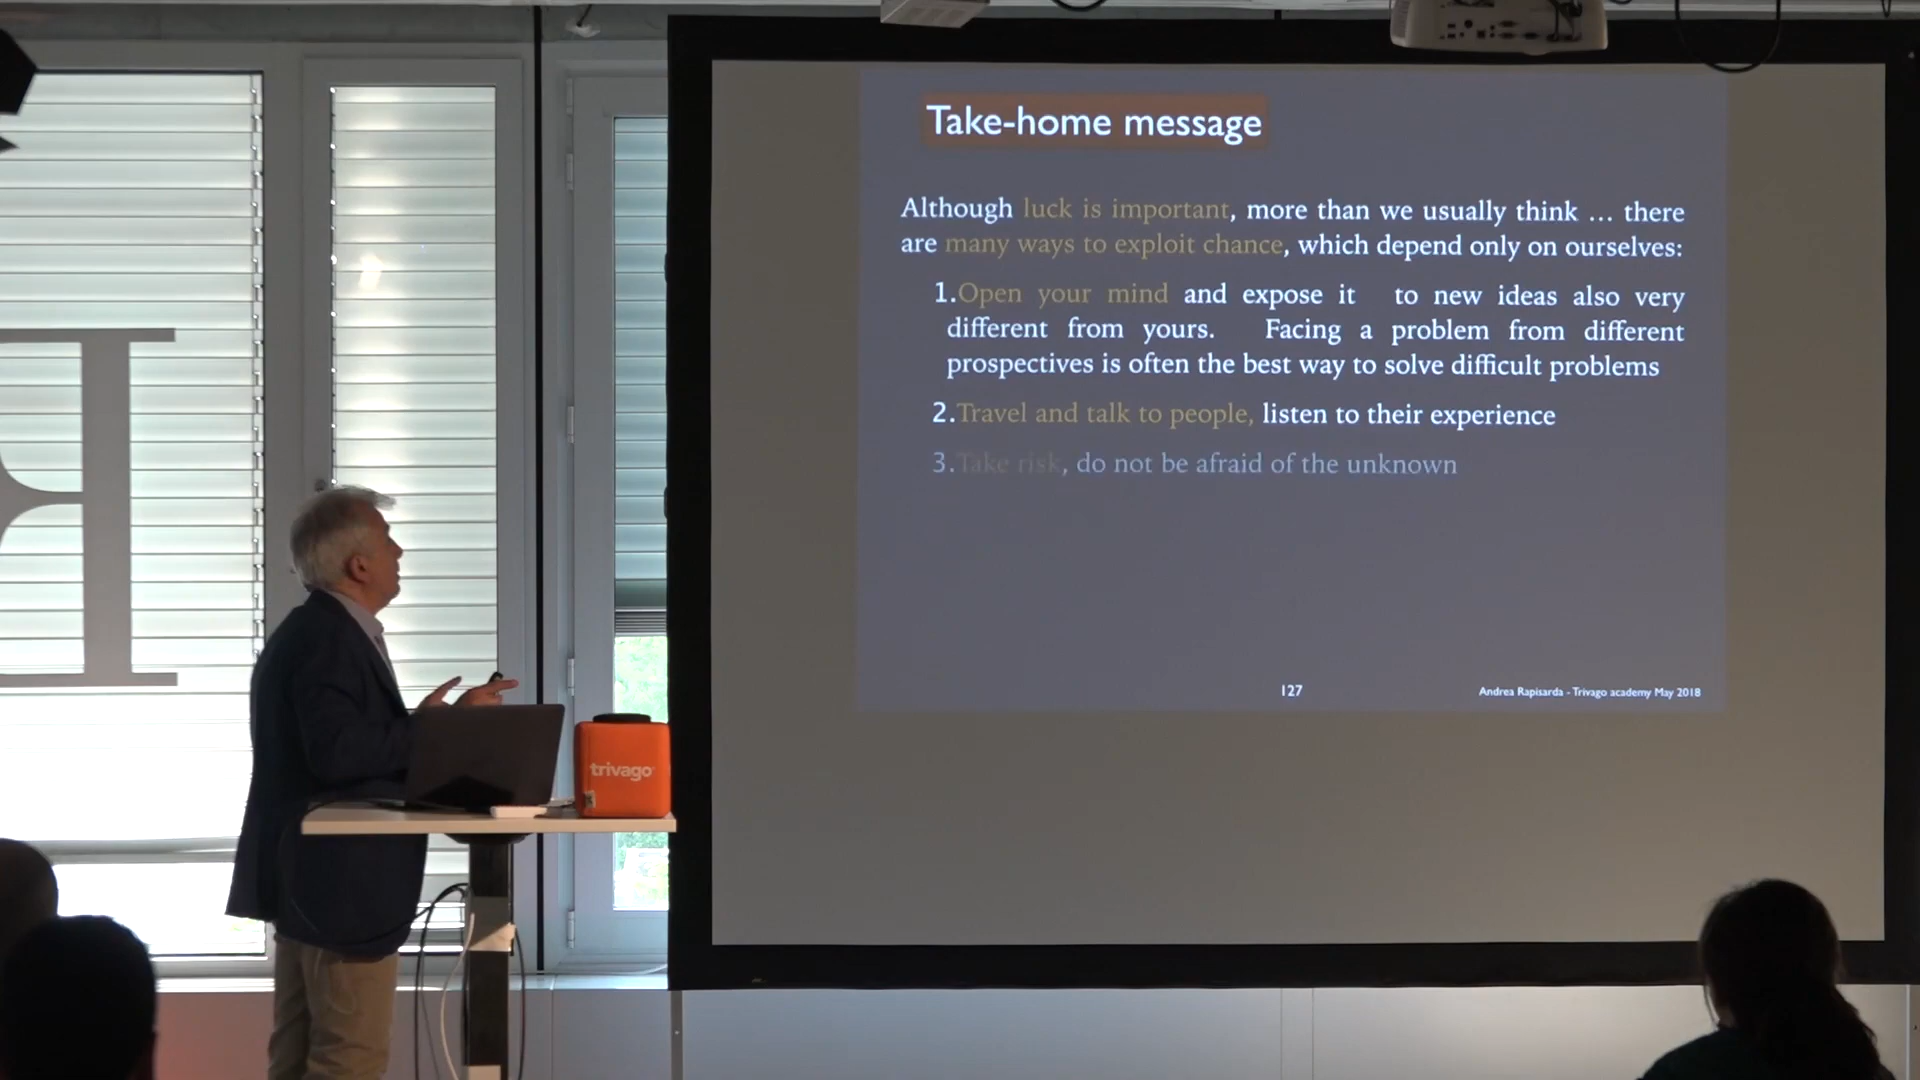 Take-home message
Although luck is important, more than we usually think ... there
are many ways to exploit chance, which depend only on ourselves:
1.Open your mind and expose it to new ideas also very
different from yours. Facing a problem from different
prospectives is often the best way to solve difficult problems
2.Travel and talk to people, listen to their experience
3.Take risk, do not be afraid of the unknown
127
Andrea Rapisarda - Trivago academy May 2018
trivago